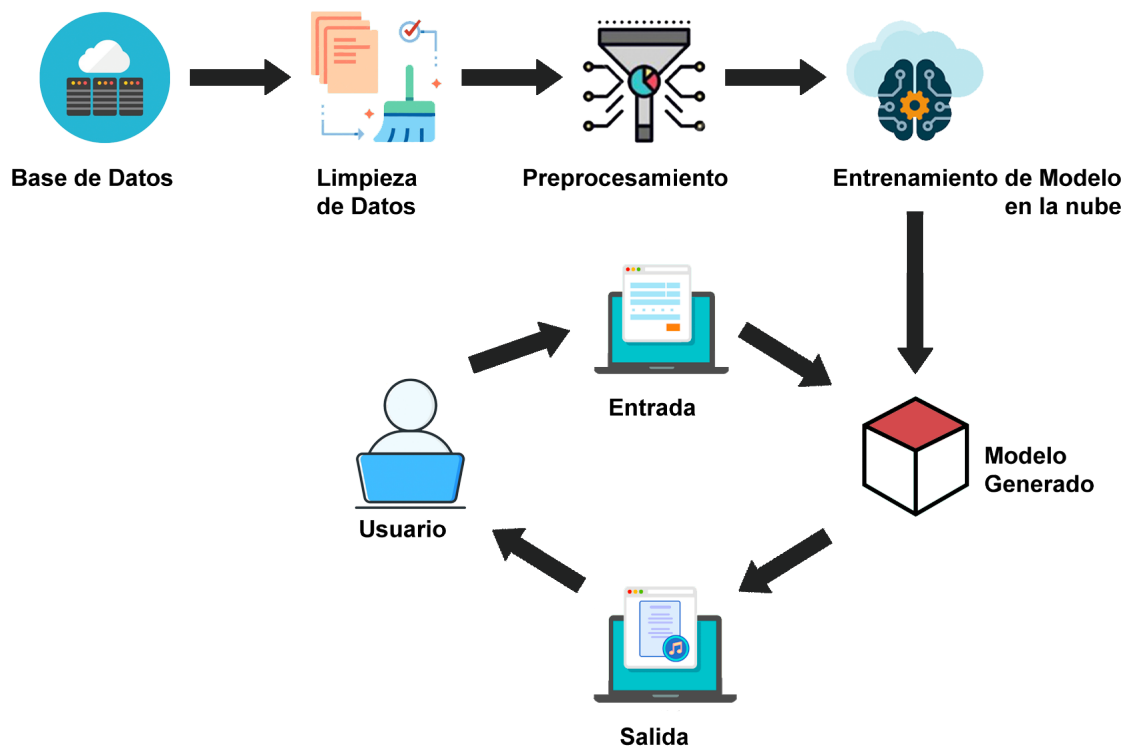 Base de Datos
Limpieza
de Datos
Preprocesamiento
Entrenamiento de Modelo
en la nube
Entrada
Modelo
Generado
Usuario
Salida